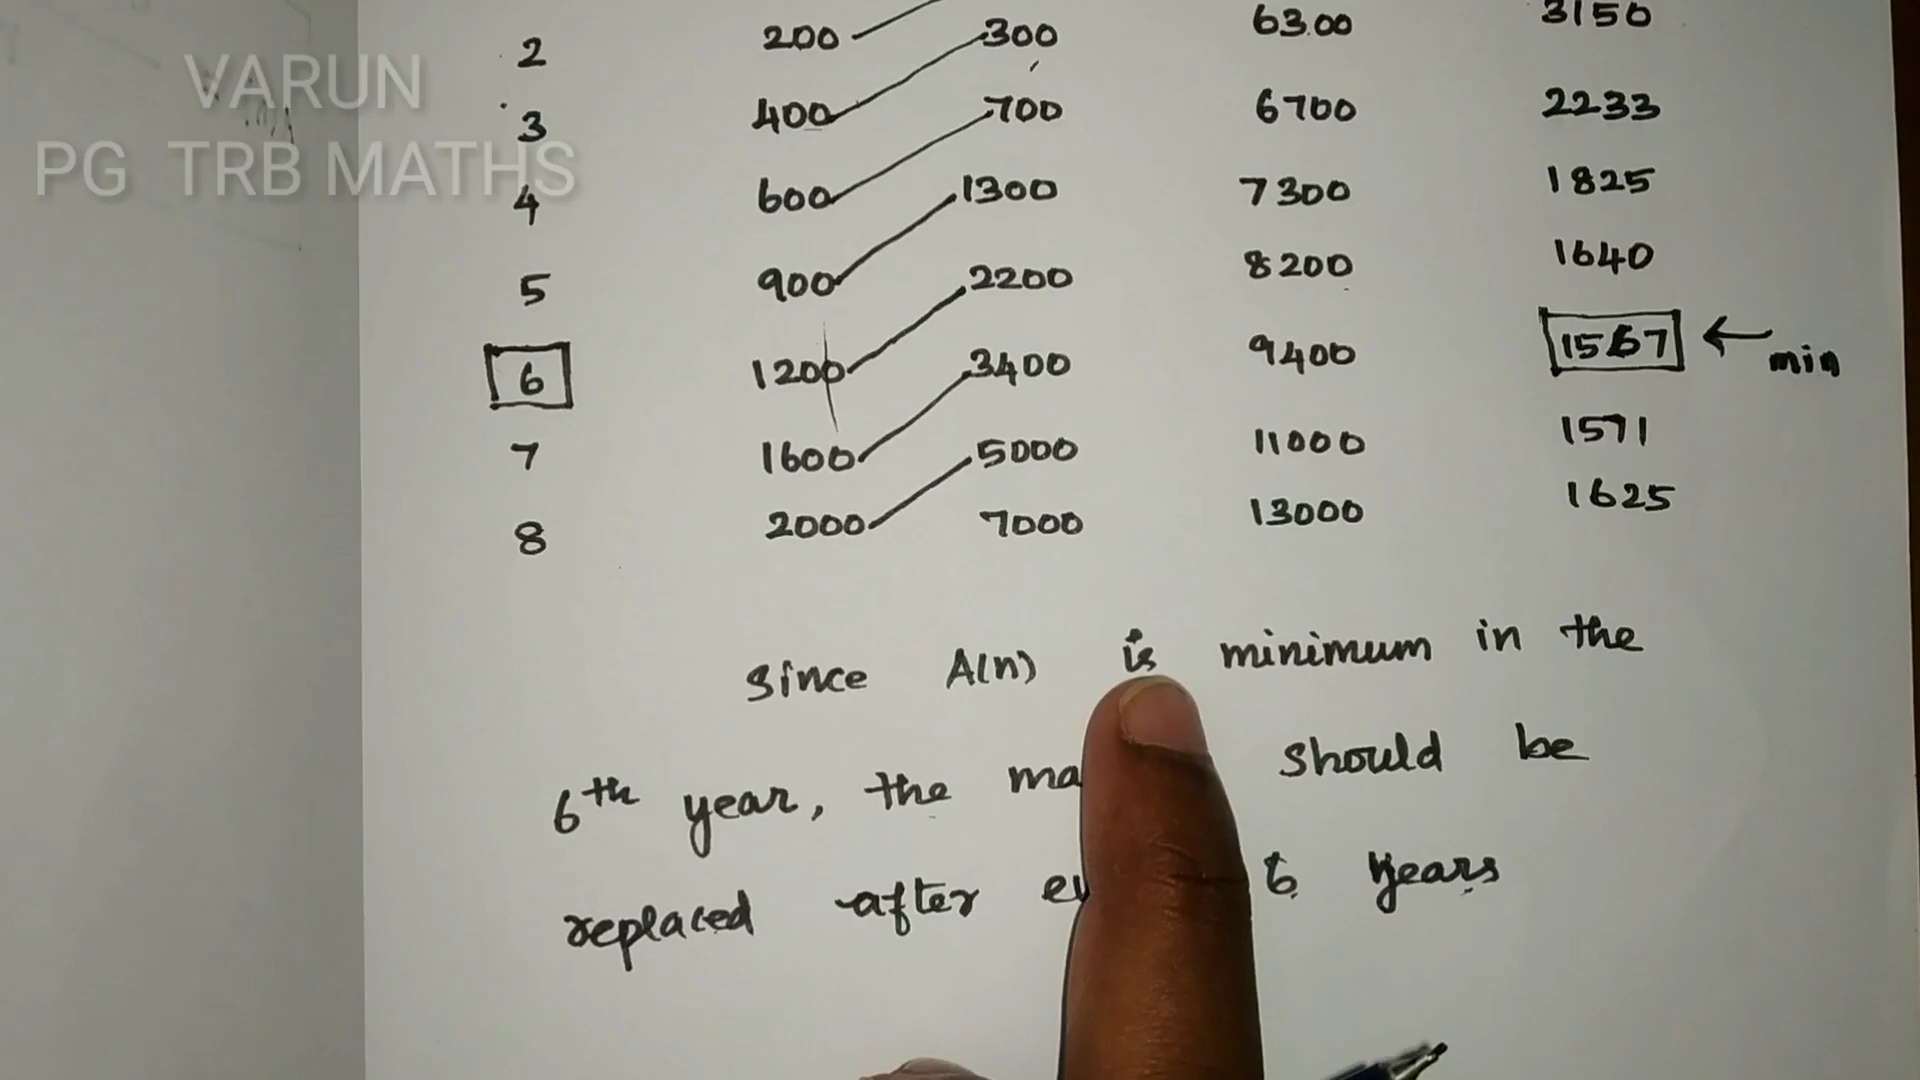 VARUN
PG TRB MATHS
2 200 300 6300 3150
3 400 700 6700 2233
4 600 1300 7300 1825
5 900 2200 8200 1640
6 1200 3400 9400 1567 ← min
7 1600 5000 11000 1571
8 2000 7000 13000 1625
Since A(n) is minimum in the
6th year, the ma should be
replaced after ev 6 years